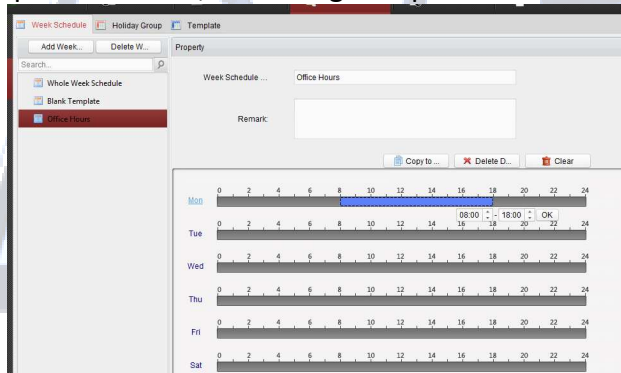 Week Schedule Holiday Group Template
Add Week... Delete W... Property
Search...
Whole Week Schedule
Blank Template
Office Hours
Week Schedule ... Office Hours
Remark:
Copy to ... Delete D... Clear
0 2 4 6 8 10 12 14 16 18 20 22 24
Mon
08:00 - 18:00 OK
0 2 4 6 8 10 12 14 16 18 20 22 24
Tue
0 2 4 6 8 10 12 14 16 18 20 22 24
Wed
0 2 4 6 8 10 12 14 16 18 20 22 24
Thu
0 2 4 6 8 10 12 14 16 18 20 22 24
Fri
0 2 4 6 8 10 12 14 16 18 20 22 24
Sat